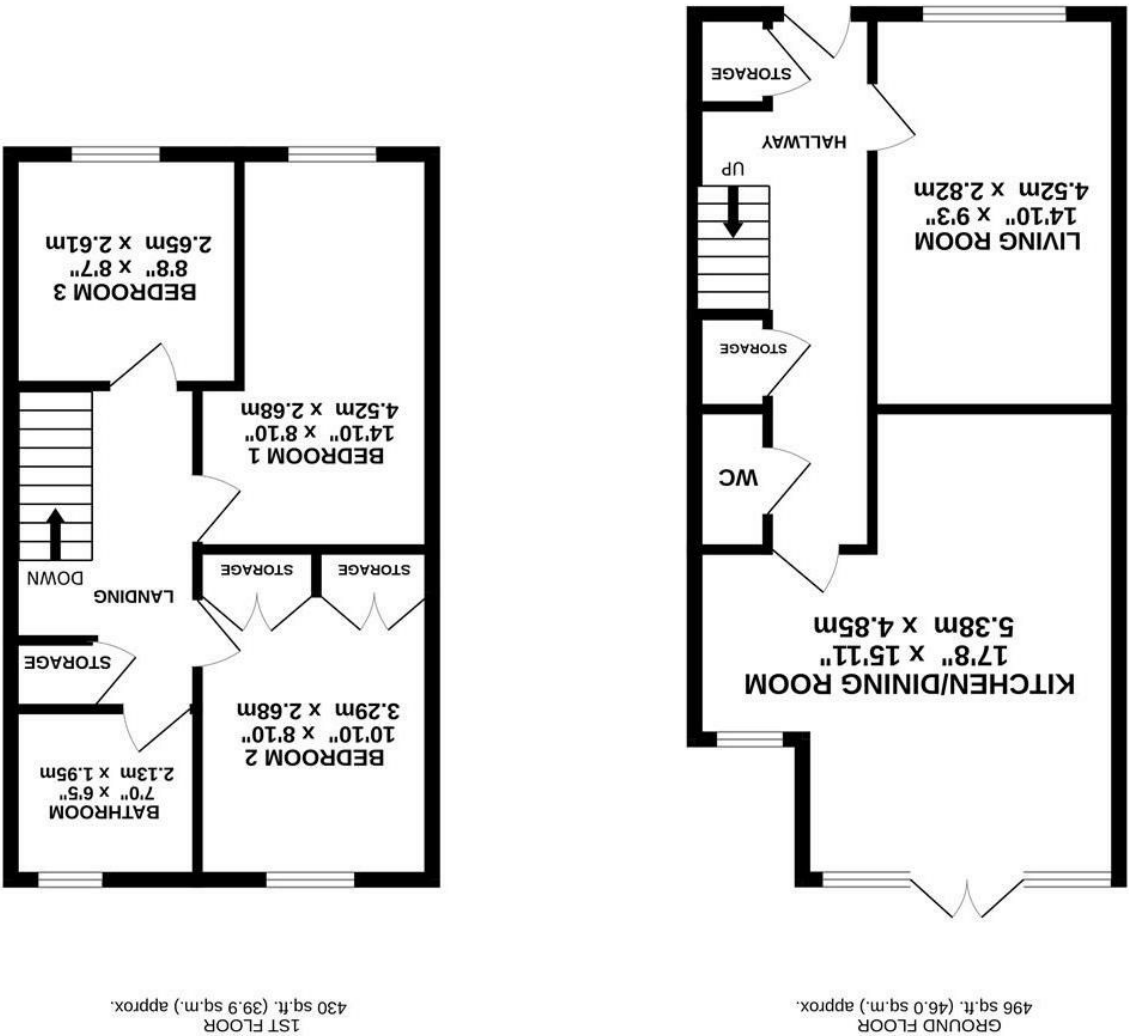 GROUND FLOOR
496 sq.ft. (46.0 sq.m.) approx.
KITCHEN/DINING ROOM
17'8" x 15'11"
5.38m x 4.85m
WC
STORAGE
LIVING ROOM
14'10" x 9'3"
4.52m x 2.82m
UP
HALLWAY
STORAGE
1ST FLOOR
430 sq.ft. (39.9 sq.m.) approx.
BATHROOM
7'0" x 6'5"
2.13m x 1.95m
BEDROOM 2
10'10" x 8'10"
3.29m x 2.68m
STORAGE
LANDING
DOWN
STORAGE
STORAGE
BEDROOM 1
14'10" x 8'10"
4.52m x 2.68m
BEDROOM 3
8'8" x 8'7"
2.65m x 2.61m